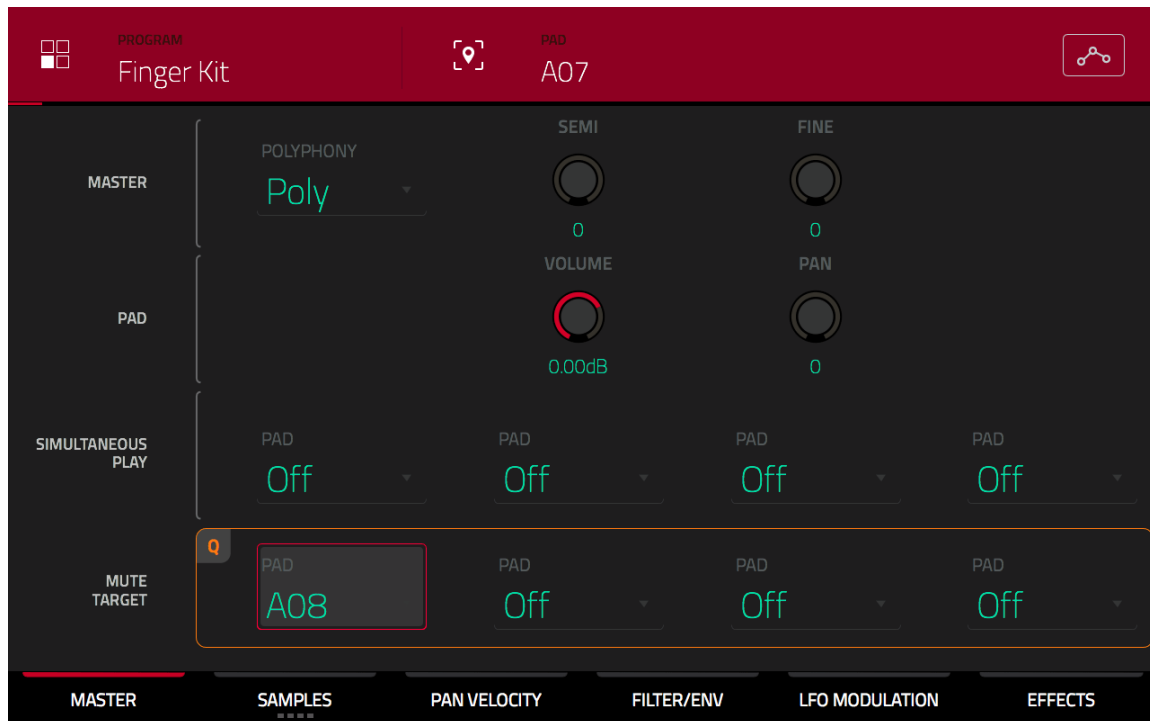 PROGRAM
Finger Kit
PAD
A07
MASTER
POLYPHONY
Poly
SEMI
0
FINE
0
PAD
VOLUME
0.00dB
PAN
0
SIMULTANEOUS
PLAY
PAD
Off
PAD
Off
PAD
Off
PAD
Off
Q
MUTE
TARGET
PAD
A08
PAD
Off
PAD
Off
PAD
Off
MASTER
SAMPLES
PAN VELOCITY
FILTER/ENV
LFO MODULATION
EFFECTS